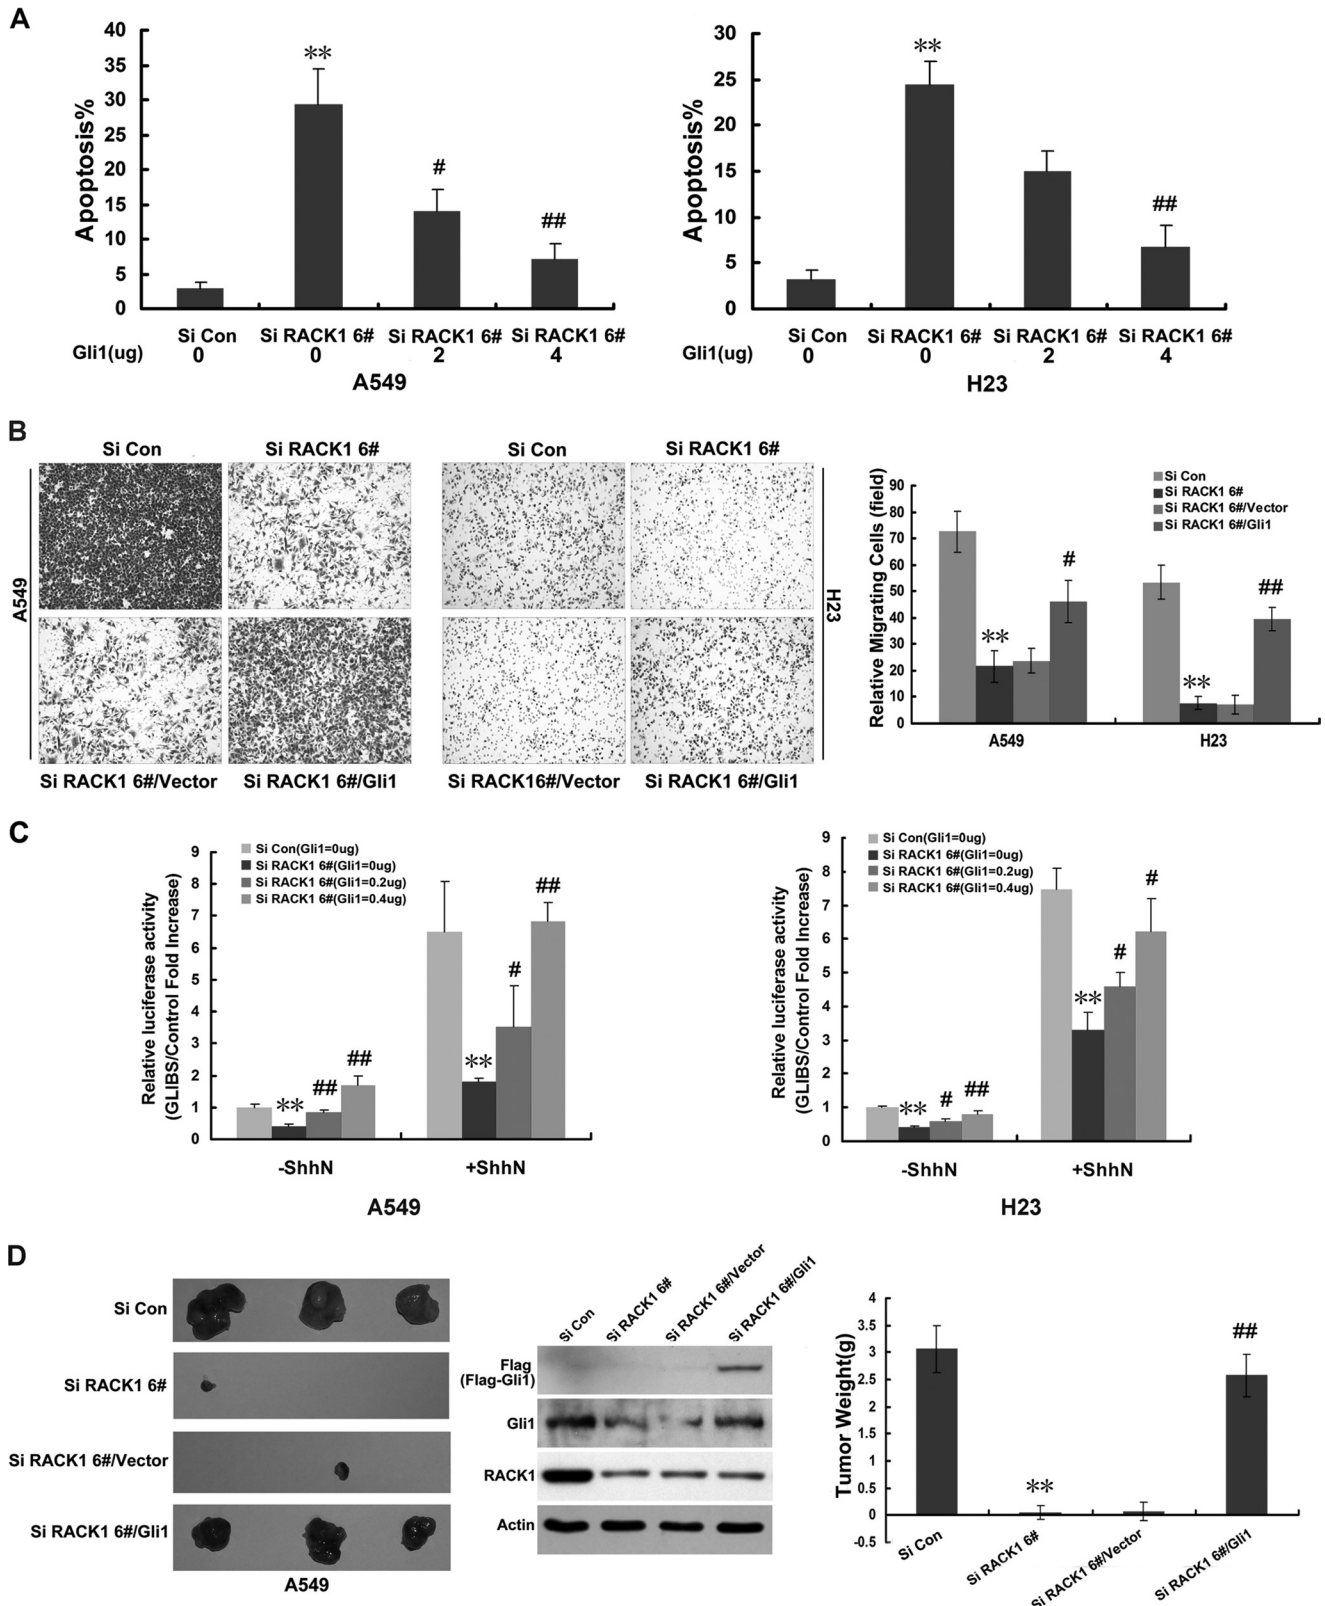 A
Apoptosis%
40
35
30
25
20
15
10
5
0
**
#
##
Si Con
Si RACK1 6#
Si RACK1 6#
Si RACK1 6#
Gli1(ug)
0
0
2
4
A549
Apoptosis%
30
25
20
15
10
5
0
**
##
Si Con
Si RACK1 6#
Si RACK1 6#
Si RACK1 6#
Gli1(ug)
0
0
2
4
H23
B
Si Con
Si RACK1 6#
A549
Si RACK1 6#/Vector
Si RACK1 6#/Gli1
Si Con
Si RACK1 6#
H23
Si RACK16#/Vector
Si RACK1 6#/Gli1
Relative Migrating Cells (field)
90
80
70
60
50
40
30
20
10
0
Si Con
Si RACK1 6#
Si RACK1 6#/Vector
Si RACK1 6#/Gli1
**
#
**
##
A549
H23
C
Relative luciferase activity
(GLIBS/Control Fold Increase)
9
8
7
6
5
4
3
2
1
0
Si Con(Gli1=0ug)
Si RACK1 6#(Gli1=0ug)
Si RACK1 6#(Gli1=0.2ug)
Si RACK1 6#(Gli1=0.4ug)
**
##
##
**
#
##
-ShhN
+ShhN
A549
Relative luciferase activity
(GLIBS/Control Fold Increase)
9
8
7
6
5
4
3
2
1
0
Si Con(Gli1=0ug)
Si RACK1 6#(Gli1=0ug)
Si RACK1 6#(Gli1=0.2ug)
Si RACK1 6#(Gli1=0.4ug)
**
#
##
**
#
#
-ShhN
+ShhN
H23
D
Si Con
Si RACK1 6#
Si RACK1 6#/Vector
Si RACK1 6#/Gli1
A549
Si Con
Si RACK1 6#
Si RACK1 6#/Vector
Si RACK1 6#/Gli1
Flag
(Flag-Gli1)
Gli1
RACK1
Actin
Tumor Weight(g)
4
3.5
3
2.5
2
1.5
1
0.5
0
-0.5
**
##
Si Con
Si RACK1 6#
Si RACK1 6#/Vector
Si RACK1 6#/Gli1